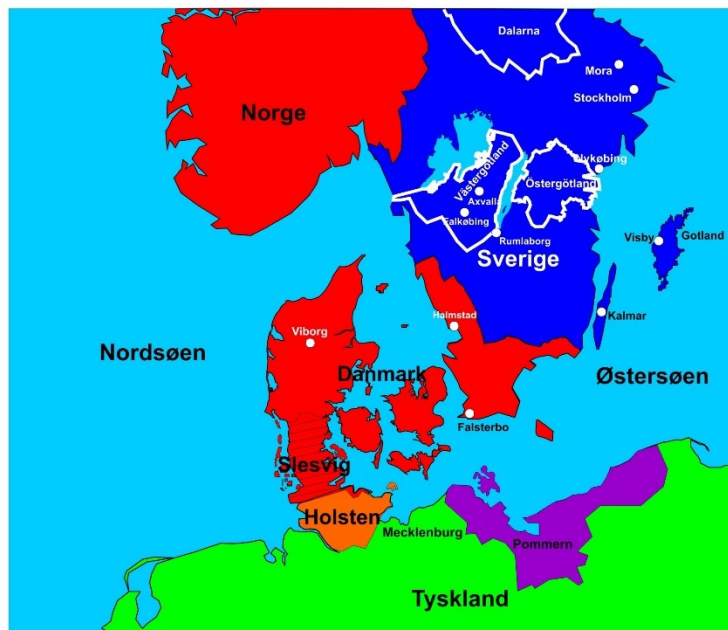 Dalarna
Mora
Stockholm
Norge
Nykøbing
Västergötland
Östergötland
Axvalla
Falkøbing
Rumlaborg
Visby
Gotland
Sverige
Kalmar
Halmstad
Viborg
Nordsøen
Danmark
Østersøen
Falsterbo
Slesvig
Holsten
Mecklenburg
Pommern
Tyskland